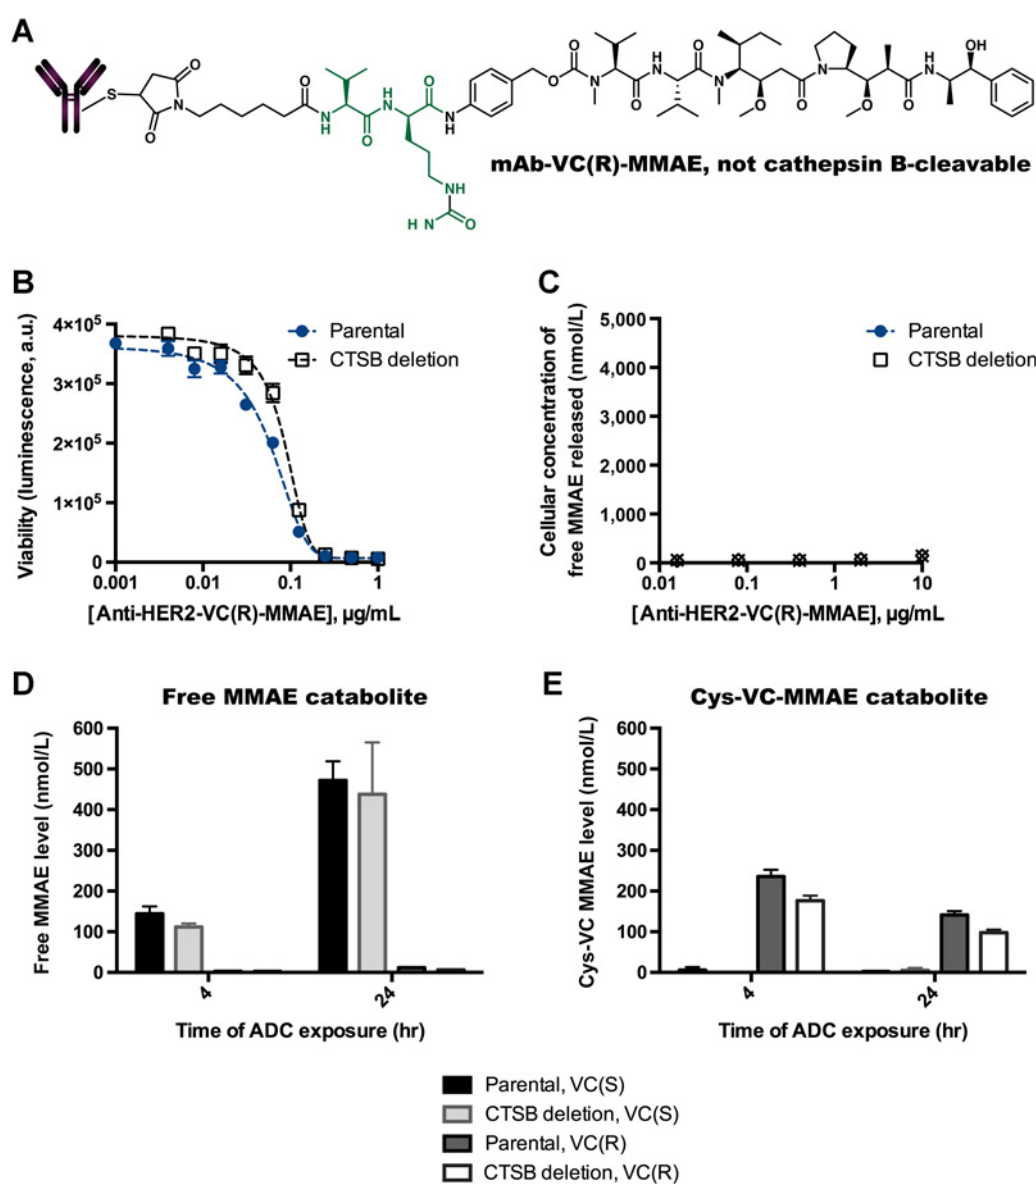 A
S
O
N
O
O
N
H
O
H
N
O
N
H
O
O
N
O
N
H
O
N
O
O
N
O
O
H
N
OH
NH
H
N
O
mAb-VC(R)-MMAE, not cathepsin B-cleavable
B
Parental
CTSB deletion
4×10⁵
3×10⁵
2×10⁵
1×10⁵
0
Viability (luminescence, a.u.)
0.001 0.01 0.1 1
[Anti-HER2-VC(R)-MMAE], µg/mL
C
Parental
CTSB deletion
5,000
4,000
3,000
2,000
1,000
0
Cellular concentration of
free MMAE released (nmol/L)
0.01 0.1 1 10
[Anti-HER2-VC(R)-MMAE], µg/mL
D
Free MMAE catabolite
600
500
400
300
200
100
0
Free MMAE level (nmol/L)
4 24
Time of ADC exposure (hr)
E
Cys-VC-MMAE catabolite
600
500
400
300
200
100
0
Cys-VC MMAE level (nmol/L)
4 24
Time of ADC exposure (hr)
Parental, VC(S)
CTSB deletion, VC(S)
Parental, VC(R)
CTSB deletion, VC(R)